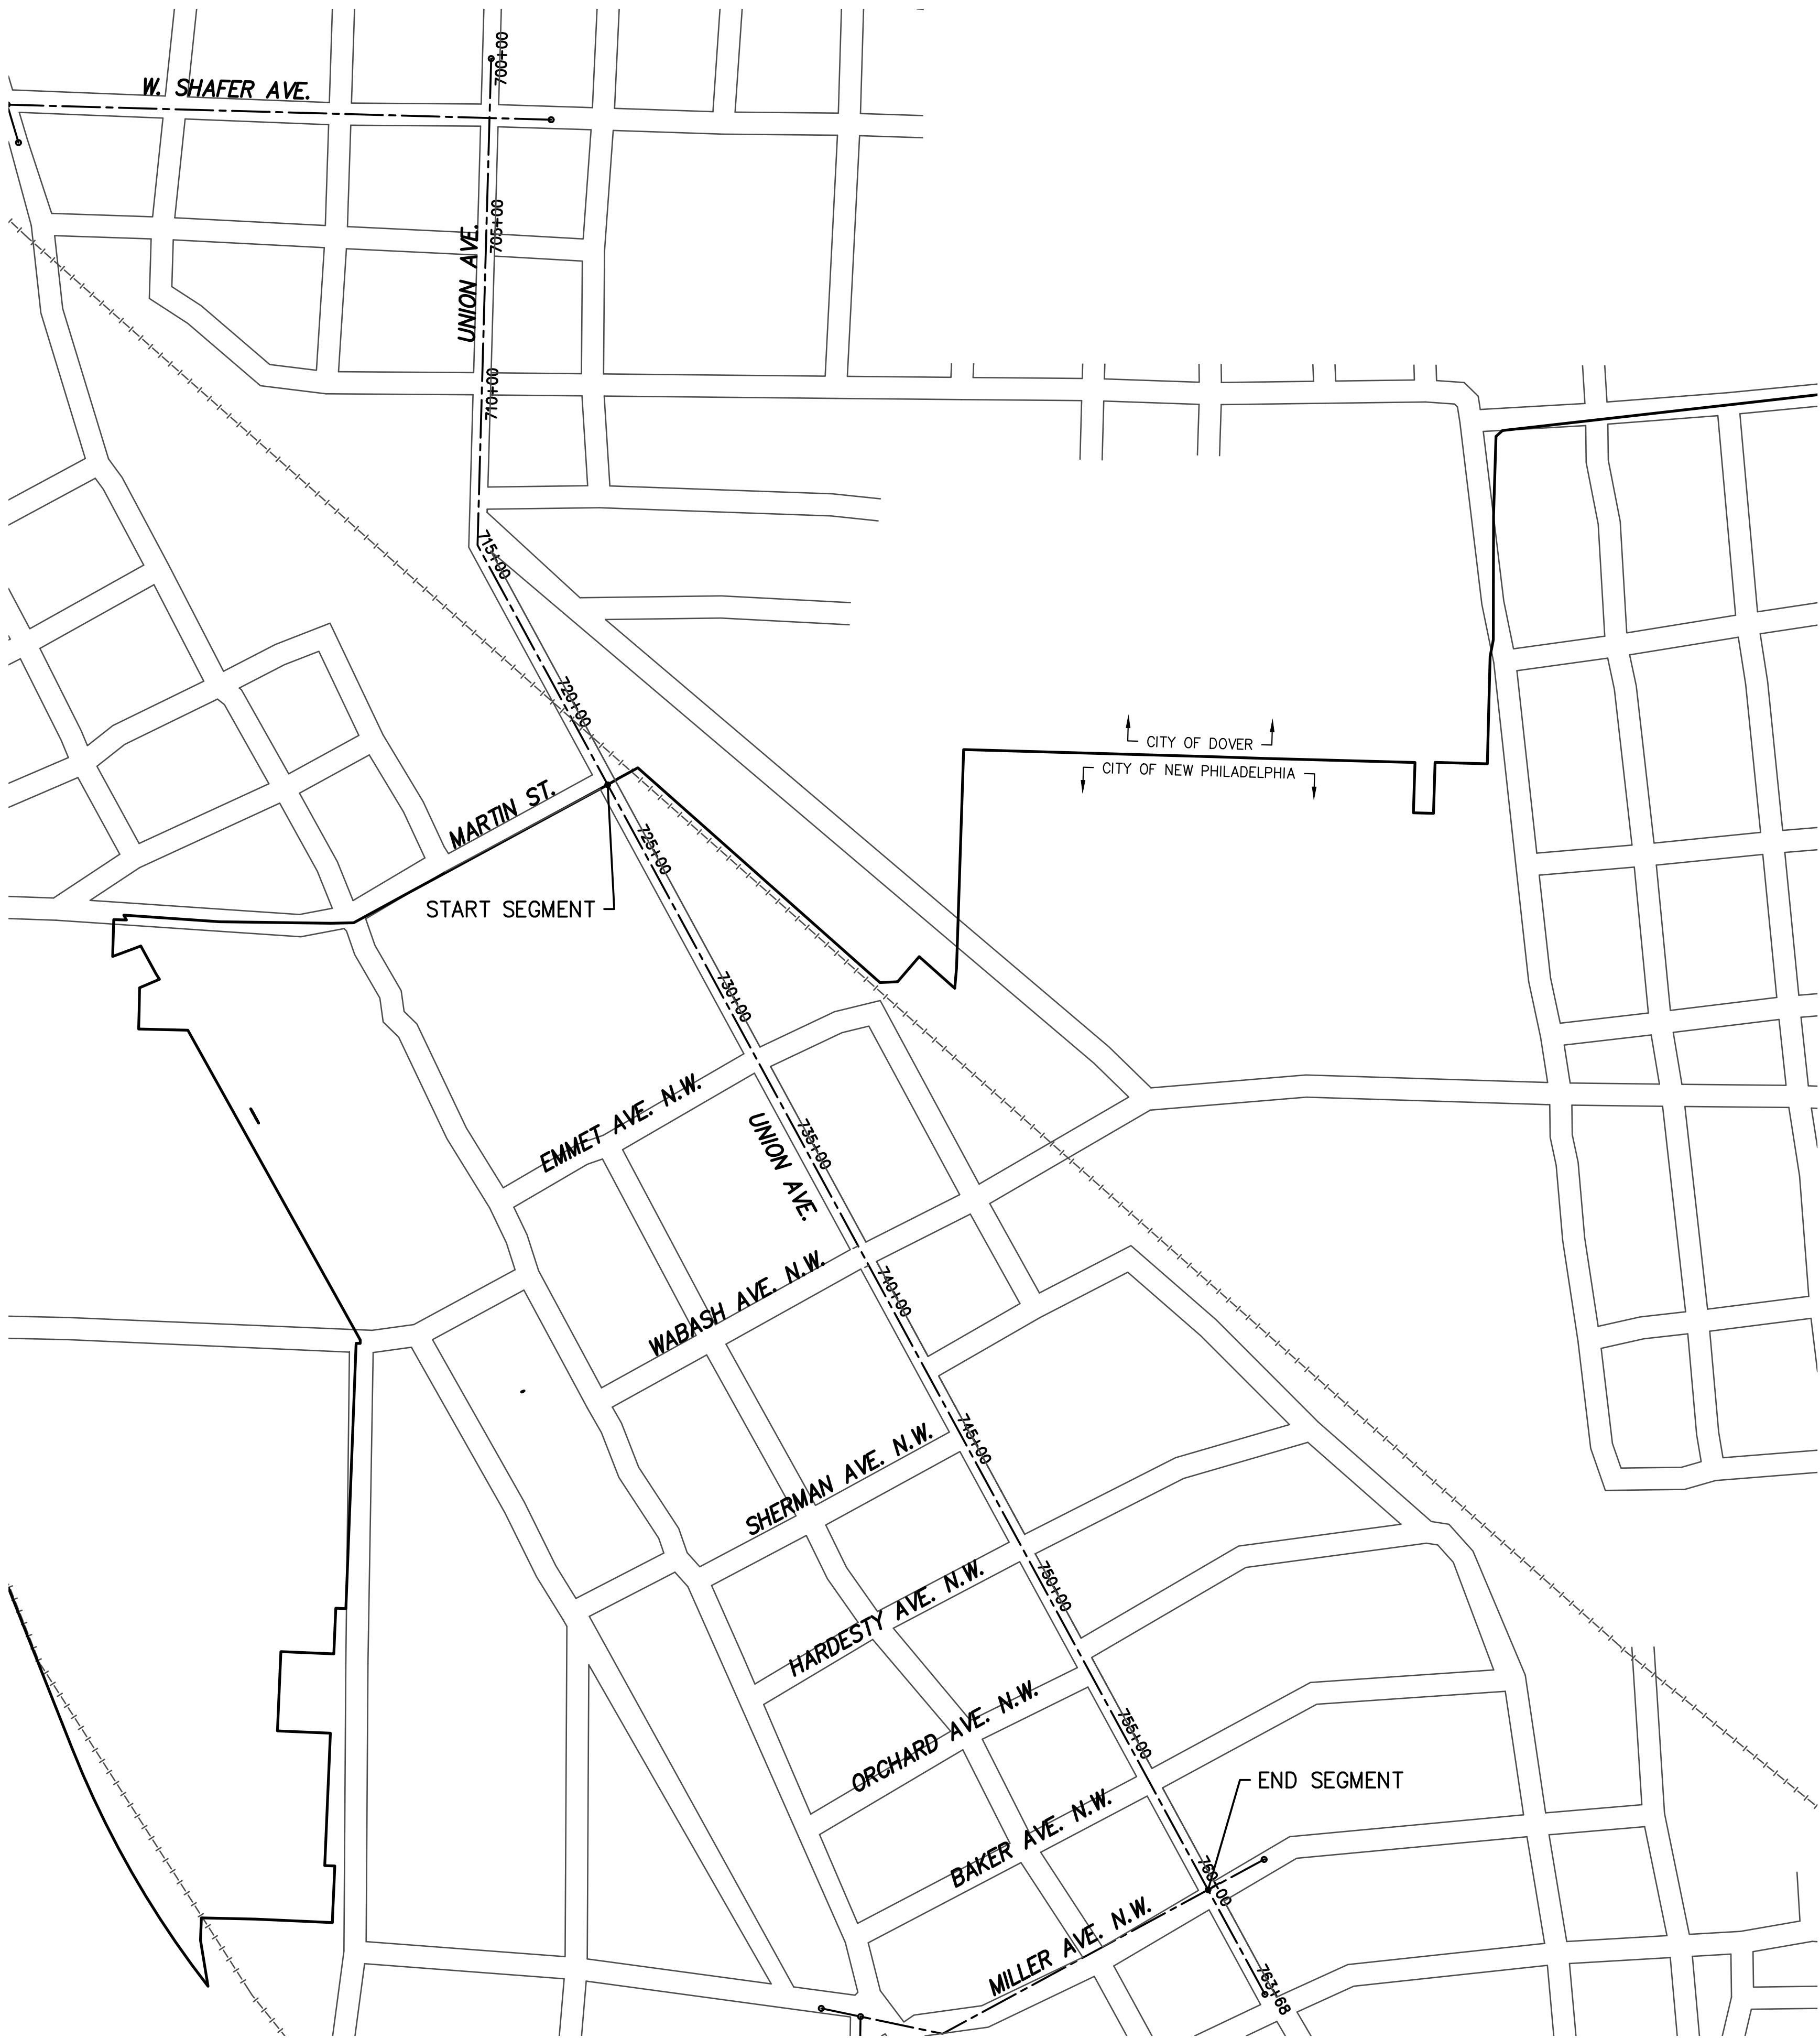 700+00
W. SHAFER AVE.
705+00
UNION AVE.
710+00
715+00
720+00
CITY OF DOVER
CITY OF NEW PHILADELPHIA
MARTIN ST.
725+00
START SEGMENT
730+00
EMMET AVE. N.W.
735+00
UNION AVE.
WABASH AVE. N.W.
740+00
745+00
SHERMAN AVE. N.W.
750+00
HARDESTY AVE. N.W.
755+00
ORCHARD AVE. N.W.
END SEGMENT
BAKER AVE. N.W.
760+00
MILLER AVE. N.W.
763+68